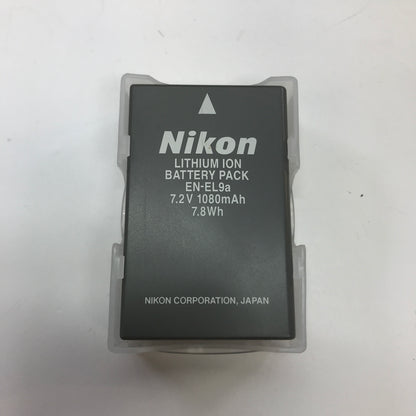 Nikon
LITHIUM ION
BATTERY PACK
EN-EL9a
7.2V 1080mAh
7.8Wh
NIKON CORPORATION, JAPAN